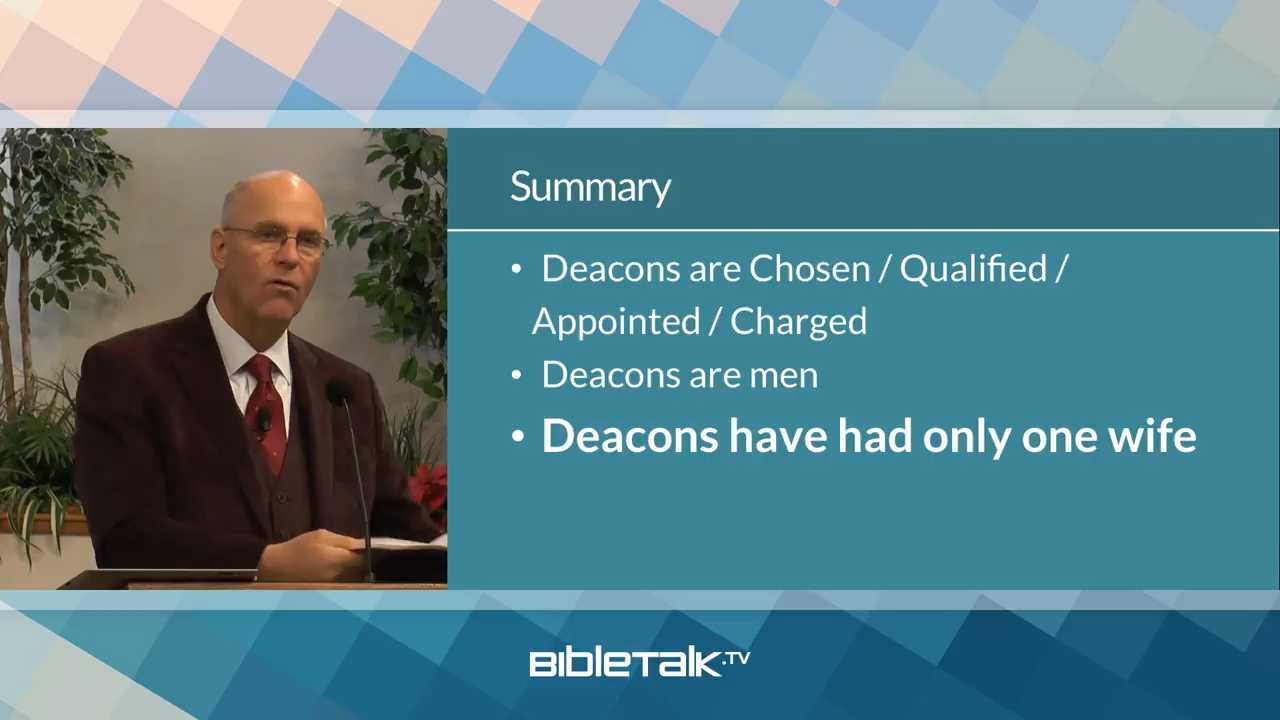 Summary
• Deacons are Chosen / Qualified /
Appointed / Charged
• Deacons are men
• Deacons have had only one wife
BIBLETALK.TV